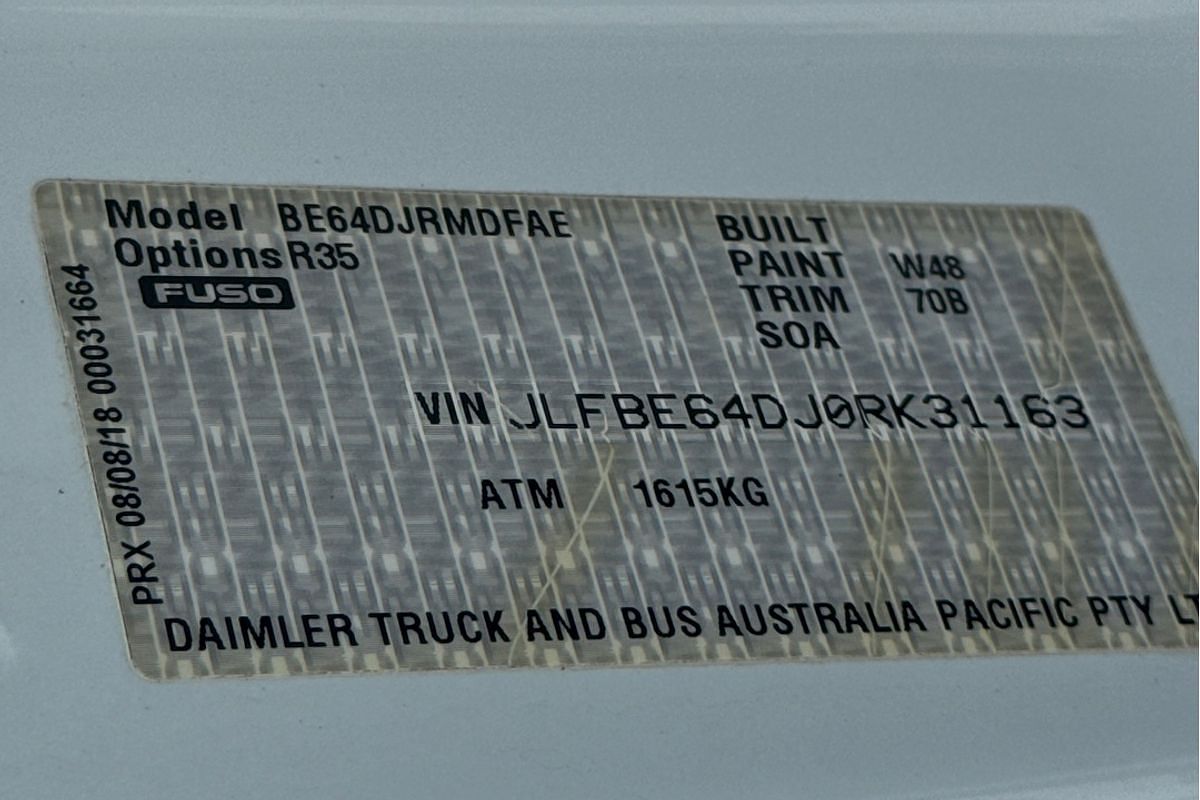 Model BE64DJRMDFAE
Options R35
FUSO
BUILT
PAINT W48
TRIM 70B
SOA
VIN JLFBE64DJ0RK31163
ATM 1615KG
PRX 08/08/18 00031664
DAIMLER TRUCK AND BUS AUSTRALIA PACIFIC PTY LT